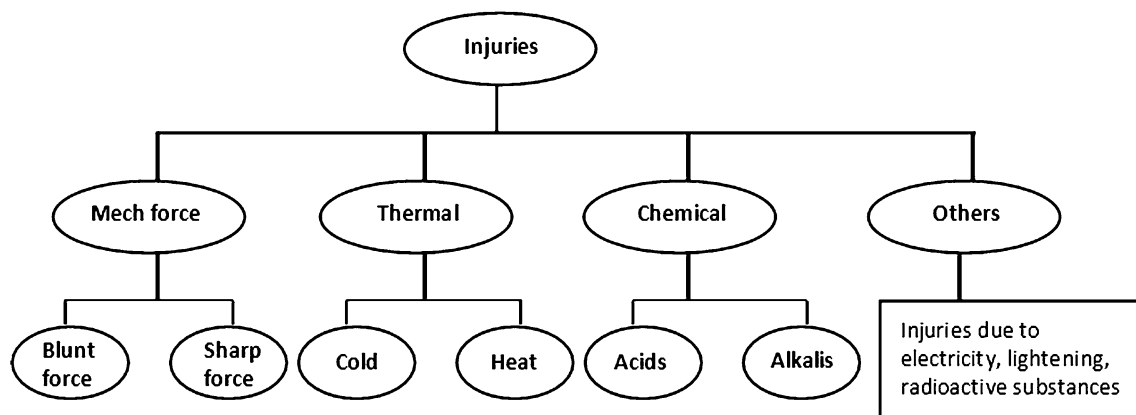 Injuries
Mech force
Thermal
Chemical
Others
Blunt
force
Sharp
force
Cold
Heat
Acids
Alkalis
Injuries due to
electricity, lightening,
radioactive substances